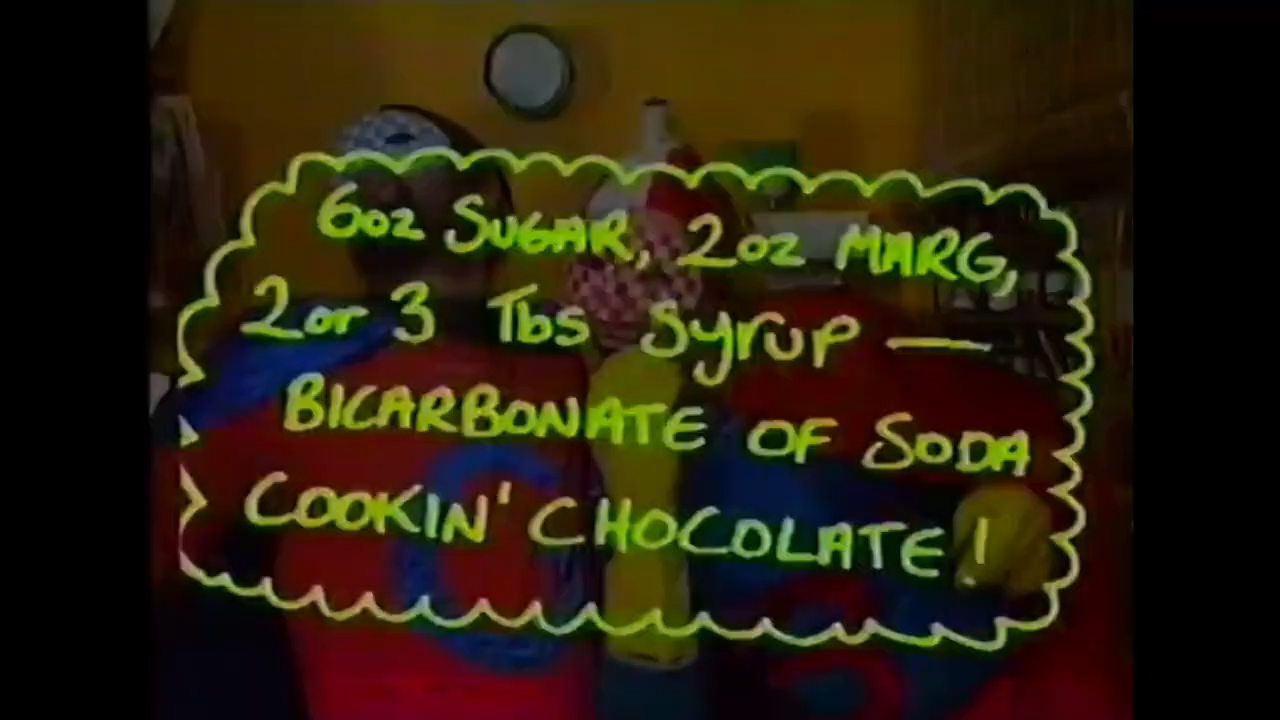 6oz SUGAR, 2oz MARG,
2 or 3 Tbs Syrup —
BICARBONATE OF SODA
COOKIN' CHOCOLATE!